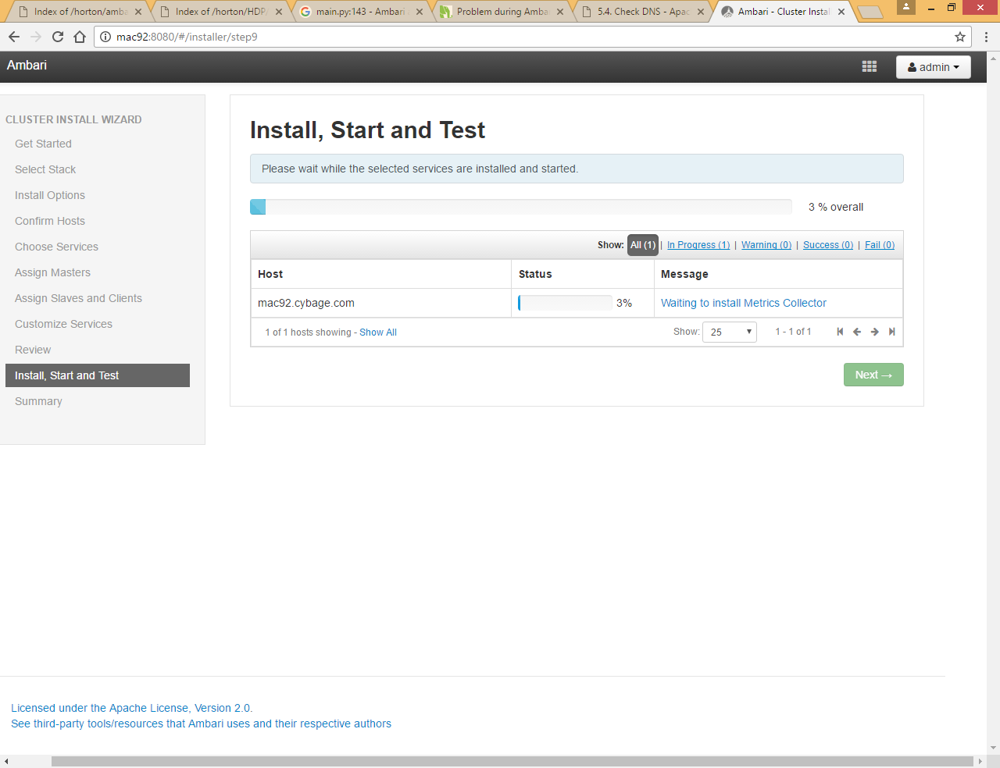 Index of /horton/amba
Index of /horton/HDP
main.py:143 - Ambari
Problem during Amba
5.4. Check DNS - Apac
Ambari - Cluster Instal
mac92:8080/#/installer/step9
Ambari
admin
CLUSTER INSTALL WIZARD
Get Started
Select Stack
Install Options
Confirm Hosts
Choose Services
Assign Masters
Assign Slaves and Clients
Customize Services
Review
Install, Start and Test
Summary
Install, Start and Test
Please wait while the selected services are installed and started.
3 % overall
Show: All (1) | In Progress (1) | Warning (0) | Success (0) | Fail (0)
Host Status Message
mac92.cybage.com 3% Waiting to install Metrics Collector
1 of 1 hosts showing - Show All Show: 25 1 - 1 of 1
Next →
Licensed under the Apache License, Version 2.0.
See third-party tools/resources that Ambari uses and their respective authors